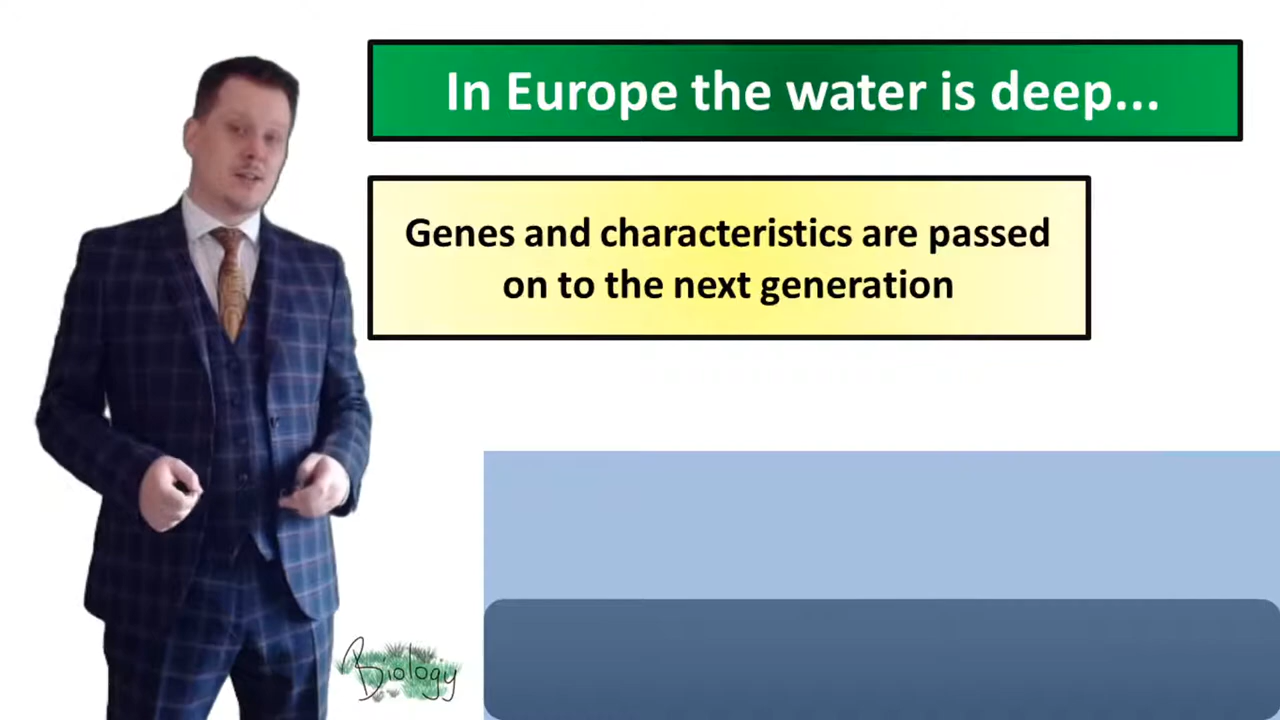 In Europe the water is deep...
Genes and characteristics are passed
on to the next generation
Biology